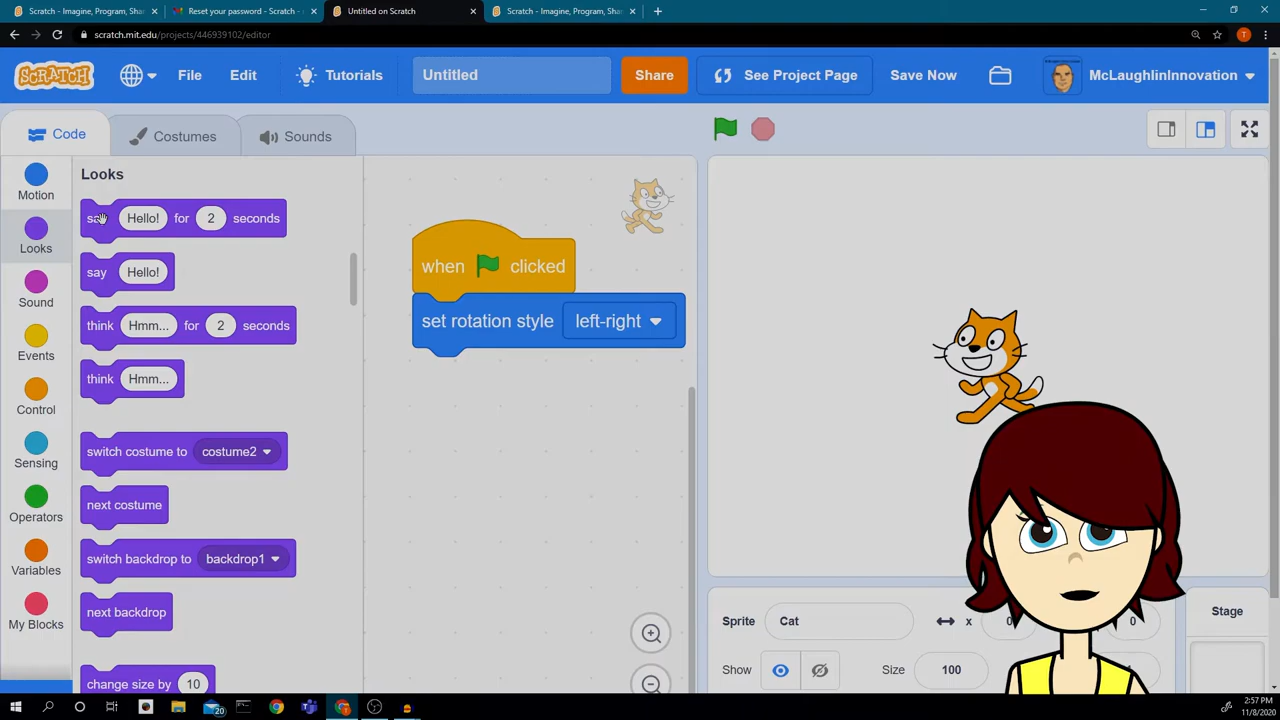 Scratch - Imagine, Program, Sha
Reset your password - Scratch -
Untitled on Scratch
Scratch - Imagine, Program, Sha
scratch.mit.edu/projects/446939102/editor
T
SCRATCH
File
Edit
Tutorials
Untitled
Share
See Project Page
Save Now
McLaughlinInnovation
Code
Costumes
Sounds
Motion
Looks
Sound
Events
Control
Sensing
Operators
Variables
My Blocks
Looks
say Hello! for 2 seconds
say Hello!
think Hmm... for 2 seconds
think Hmm...
switch costume to costume2
next costume
switch backdrop to backdrop1
next backdrop
change size by 10
when clicked
set rotation style left-right
Sprite Cat x 0 0
Show Size 100
Stage
20
2:57 PM
11/8/2020